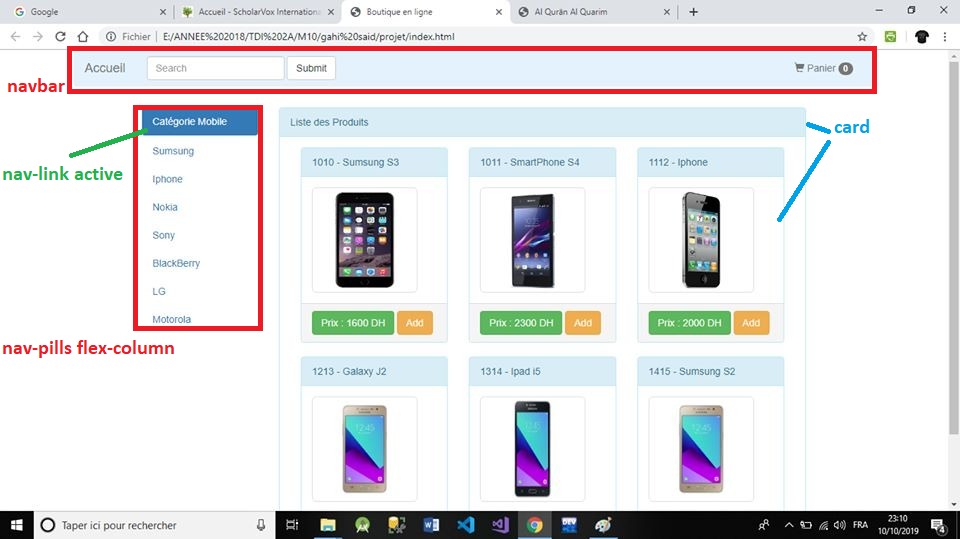 Google
Accueil - ScholarVox Internationa
Boutique en ligne
Al Qurãn Al Quarim
Fichier | E:/ANNEE%202018/TDI%202A/M10/gahi%20said/projet/index.html
navbar
Accueil
Search
Submit
Panier 0
Catégorie Mobile
Sumsung
Iphone
Nokia
Sony
BlackBerry
LG
Motorola
nav-link active
nav-pills flex-column
card
Liste des Produits
1010 - Sumsung S3
1011 - SmartPhone S4
1112 - Iphone
Prix : 1600 DH
Add
Prix : 2300 DH
Add
Prix : 2000 DH
Add
1213 - Galaxy J2
1314 - Ipad i5
1415 - Sumsung S2
Taper ici pour rechercher
FRA
23:10
10/10/2019
4